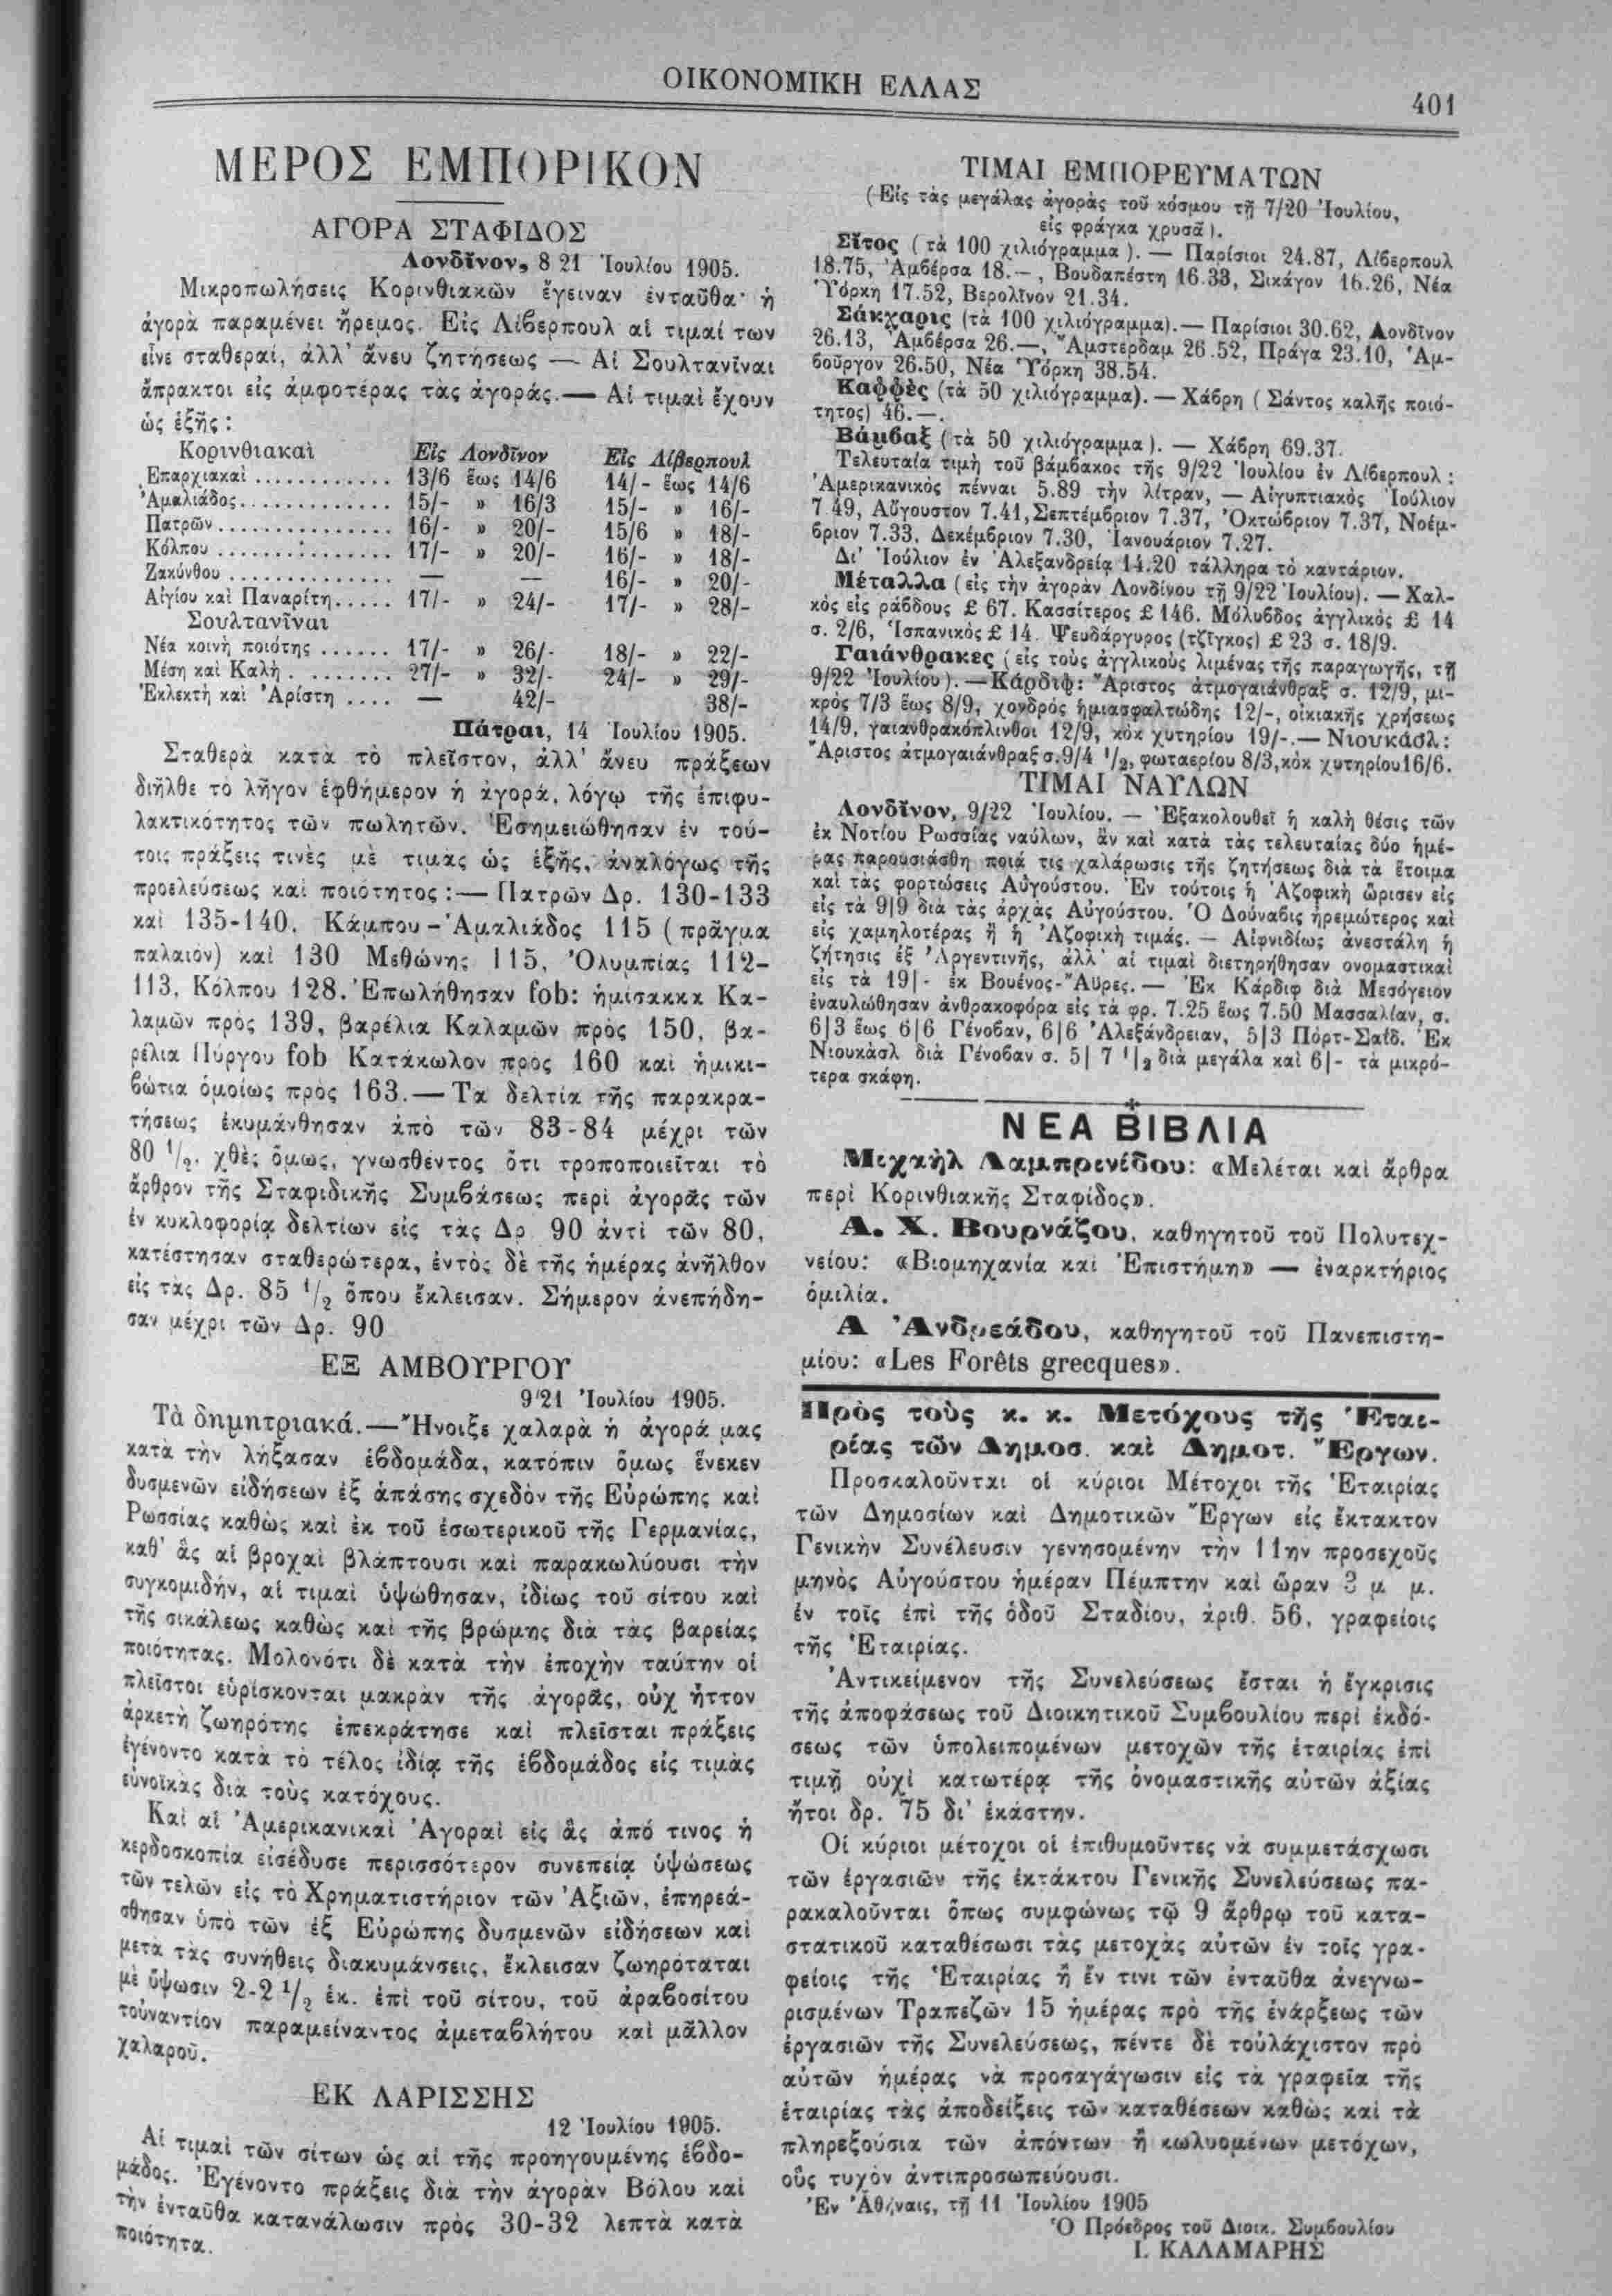 ΟΙΚΟΝΟΜΙΚΗ ΕΛΛΑΣ
401
ΜΕΡΟΣ ΕΜΠΟΡΙΚΟΝ
ΑΓΟΡΑ ΣΤΑΦΙΔΟΣ
Λονδῖνον, 8 21 Ἰουλίου 1905.
Μικροπωλήσεις Κορινθιακῶν ἔγειναν ἐνταῦθα· ἡ
ἀγορὰ παραμένει ἤρεμος. Εἰς Λίβερπουλ αἱ τιμαί των
εἶνε σταθεραί, ἀλλ' ἄνευ ζητήσεως — Αἱ Σουλτανῖναι
ἄπρακτοι εἰς ἀμφοτέρας τὰς ἀγοράς.— Αἱ τιμαὶ ἔχουν
ὡς ἑξῆς :
Κορινθιακαὶ Εἰς Λονδῖνον Εἰς Λίβερπουλ
Ἐπαρχιακαί ............ 13/6 ἕως 14/6 14/- ἕως 14/6
Ἀμαλιάδος.............. 15/- » 16/3 15/- » 16/-
Πατρῶν ................ 16/- » 20/- 15/6 » 18/-
Κόλπου ................ 17/- » 20/- 16/- » 18/-
Ζακύνθου ............... — — 16/- » 20/-
Αἰγίου καὶ Παναρίτη..... 17/- » 24/- 17/- » 28/-
Σουλτανῖναι
Νέα κοινὴ ποιότης ...... 17/- » 26/- 18/- » 22/-
Μέση καὶ Καλὴ . ........ 27/- » 32/- 24/- » 29/-
Ἐκλεκτὴ καὶ Ἀρίστη .... — 42/- 38/-
Πάτραι, 14 Ἰουλίου 1905.
Σταθερὰ κατὰ τὸ πλεῖστον, ἀλλ' ἄνευ πράξεων
διῆλθε τὸ λῆγον ἑφθήμερον ἡ ἀγορά, λόγῳ τῆς ἐπιφυ-
λακτικότητος τῶν πωλητῶν. Ἐσημειώθησαν ἐν τού-
τοις πράξεις τινὲς μὲ τιμὰς ὡς ἑξῆς, ἀναλόγως τῆς
προελεύσεως καὶ ποιότητος :— Πατρῶν Δρ. 130-133
καὶ 135-140, Κάμπου - Ἀμαλιάδος 115 (πρᾶγμα
παλαιὸν) καὶ 130 Μεθώνης 115, Ὀλυμπίας 112-
113, Κόλπου 128. Ἐπωλήθησαν fob: ἡμίσακκα Κα-
λαμῶν πρὸς 139, βαρέλια Καλαμῶν πρὸς 150, βα-
ρέλια Πύργου fob Κατάκωλον πρὸς 160 καὶ ἡμικι-
βώτια ὁμοίως πρὸς 163.— Τὰ δελτία τῆς παρακρα-
τήσεως ἐκυμάνθησαν ἀπὸ τῶν 83-84 μέχρι τῶν
80 1/2, χθὲς ὅμως, γνωσθέντος ὅτι τροποποιεῖται τὸ
ἄρθρον τῆς Σταφιδικῆς Συμβάσεως περὶ ἀγορᾶς τῶν
ἐν κυκλοφορίᾳ δελτίων εἰς τὰς Δρ 90 ἀντὶ τῶν 80,
κατέστησαν σταθερώτερα, ἐντὸς δὲ τῆς ἡμέρας ἀνῆλθον
εἰς τὰς Δρ. 85 1/2 ὅπου ἔκλεισαν. Σήμερον ἀνεπήδη-
σαν μέχρι τῶν Δρ. 90
ΕΞ ΑΜΒΟΥΡΓΟΥ
9/21 Ἰουλίου 1905.
Τὰ δημητριακά.—Ἤνοιξε χαλαρὰ ἡ ἀγορά μας
κατὰ τὴν λήξασαν ἑβδομάδα, κατόπιν ὅμως ἕνεκεν
δυσμενῶν εἰδήσεων ἐξ ἁπάσης σχεδὸν τῆς Εὐρώπης καὶ
Ρωσσίας καθὼς καὶ ἐκ τοῦ ἐσωτερικοῦ τῆς Γερμανίας,
καθ' ἃς αἱ βροχαὶ βλάπτουσι καὶ παρακωλύουσι τὴν
συγκομιδήν, αἱ τιμαὶ ὑψώθησαν, ἰδίως τοῦ σίτου καὶ
τῆς σικάλεως καθὼς καὶ τῆς βρώμης διὰ τὰς βαρείας
ποιότητας. Μολονότι δὲ κατὰ τὴν ἐποχὴν ταύτην οἱ
πλεῖστοι εὑρίσκονται μακρὰν τῆς ἀγορᾶς, οὐχ ἧττον
ἀρκετὴ ζωηρότης ἐπεκράτησε καὶ πλεῖσται πράξεις
ἐγένοντο κατὰ τὸ τέλος ἰδίᾳ τῆς ἑβδομάδος εἰς τιμὰς
εὐνοϊκὰς διὰ τοὺς κατόχους.
Καὶ αἱ Ἀμερικανικαὶ Ἀγοραὶ εἰς ἃς ἀπό τινος ἡ
κερδοσκοπία εἰσέδυσε περισσότερον συνεπείᾳ ὑψώσεως
τῶν τελῶν εἰς τὸ Χρηματιστήριον τῶν Ἀξιῶν, ἐπηρεά-
σθησαν ὑπὸ τῶν ἐξ Εὐρώπης δυσμενῶν εἰδήσεων καὶ
μετὰ τὰς συνήθεις διακυμάνσεις, ἔκλεισαν ζωηρόταται
μὲ ὕψωσιν 2-2 1/2 ἑκ. ἐπὶ τοῦ σίτου, τοῦ ἀραβοσίτου
τοὐναντίον παραμείναντος ἀμεταβλήτου καὶ μᾶλλον
χαλαροῦ.
ΕΚ ΛΑΡΙΣΣΗΣ
12 Ἰουλίου 1905.
Αἱ τιμαὶ τῶν σίτων ὡς αἱ τῆς προηγουμένης ἑβδο-
μάδος. Ἐγένοντο πράξεις διὰ τὴν ἀγορὰν Βόλου καὶ
τὴν ἐνταῦθα κατανάλωσιν πρὸς 30-32 λεπτὰ κατὰ
ποιότητα.
ΤΙΜΑΙ ΕΜΠΟΡΕΥΜΑΤΩΝ
(Εἰς τὰς μεγάλας ἀγορὰς τοῦ κόσμου τῇ 7/20 Ἰουλίου,
εἰς φράγκα χρυσᾶ).
Σῖτος (τὰ 100 χιλιόγραμμα). — Παρίσιοι 24.87, Λίβερπουλ
18.75, Ἀμβέρσα 18.— , Βουδαπέστη 16.33, Σικάγον 16.26, Νέα
Ὑόρκη 17.52, Βερολῖνον 21.34.
Σάκχαρις (τὰ 100 χιλιόγραμμα).— Παρίσιοι 30.62, Λονδῖνον
26.13, Ἀμβέρσα 26.—, Ἄμστερδαμ 26.52, Πράγα 23.10, Ἁμ-
βοῦργον 26.50, Νέα Ὑόρκη 38.54.
Καφφὲς (τὰ 50 χιλιόγραμμα). — Χάβρη ( Σάντος καλῆς ποιό-
τητος) 46.—.
Βάμβαξ (τὰ 50 χιλιόγραμμα). — Χάβρη 69.37.
Τελευταία τιμὴ τοῦ βάμβακος τῆς 9/22 Ἰουλίου ἐν Λίβερπουλ :
Ἀμερικανικὸς πένναι 5.89 τὴν λίτραν, — Αἰγυπτιακὸς Ἰούλιον
7.49, Αὔγουστον 7.41, Σεπτέμβριον 7.37, Ὀκτώβριον 7.37, Νοέμ-
βριον 7.33, Δεκέμβριον 7.30, Ἰανουάριον 7.27.
Δι' Ἰούλιον ἐν Ἀλεξανδρείᾳ 14.20 τάλληρα τὸ καντάριον.
Μέταλλα (εἰς τὴν ἀγορὰν Λονδίνου τῇ 9/22 Ἰουλίου). — Χαλ-
κὸς εἰς ράβδους £ 67. Κασσίτερος £ 146. Μόλυβδος ἀγγλικὸς £ 14
σ. 2/6, Ἰσπανικὸς £ 14. Ψευδάργυρος (τζίγκος) £ 23 σ. 18/9.
Γαιάνθρακες (εἰς τοὺς ἀγγλικοὺς λιμένας τῆς παραγωγῆς, τῇ
9/22 Ἰουλίου). —Κάρδιφ: Ἄριστος ἀτμογαιάνθραξ σ. 12/9, μι-
κρὸς 7/3 ἕως 8/9, χονδρὸς ἡμιασφαλτώδης 12/-, οἰκιακῆς χρήσεως
14/9, γαιανθρακόπλινθοι 12/9, κὸκ χυτηρίου 19/-.— Νιουκάσλ:
Ἄριστος ἀτμογαιάνθραξ σ. 9/4 1/2, φωταερίου 8/3, κὸκ χυτηρίου 16/6.
ΤΙΜΑΙ ΝΑΥΛΩΝ
Λονδῖνον, 9/22 Ἰουλίου. — Ἐξακολουθεῖ ἡ καλὴ θέσις τῶν
ἐκ Νοτίου Ρωσσίας ναύλων, ἂν καὶ κατὰ τὰς τελευταίας δύο ἡμέ-
ρας παρουσιάσθη ποιά τις χαλάρωσις τῆς ζητήσεως διὰ τὰ ἕτοιμα
καὶ τὰς φορτώσεις Αὐγούστου. Ἐν τούτοις ἡ Ἀζοφικὴ ὥρισεν εἰς
εἰς τὰ 9|9 διὰ τὰς ἀρχὰς Αὐγούστου. Ὁ Δούναβις ἠρεμώτερος καὶ
εἰς χαμηλοτέρας ἢ ἡ Ἀζοφικὴ τιμάς. — Αἰφνιδίως ἀνεστάλη ἡ
ζήτησις ἐξ Ἀργεντινῆς, ἀλλ' αἱ τιμαὶ διετηρήθησαν ὀνομαστικαὶ
εἰς τὰ 19|- ἐκ Βουένος-Ἄϋρες. — Ἐκ Κάρδιφ διὰ Μεσόγειον
ἐναυλώθησαν ἀνθρακοφόρα εἰς τὰ φρ. 7.25 ἕως 7.50 Μασσαλίαν, σ.
6|3 ἕως 6|6 Γένοβαν, 6|6 Ἀλεξάνδρειαν, 5|3 Πόρτ-Σαΐδ. Ἐκ
Νιουκὰσλ διὰ Γένοβαν σ. 5| 7 1|2 διὰ μεγάλα καὶ 6|- τὰ μικρό-
τερα σκάφη.
ΝΕΑ ΒΙΒΛΙΑ
Μιχαὴλ Λαμπρινίδου: «Μελέται καὶ ἄρθρα
περὶ Κορινθιακῆς Σταφίδος».
Α. Χ. Βουρνάζου, καθηγητοῦ τοῦ Πολυτεχ-
νείου: «Βιομηχανία καὶ Ἐπιστήμη» — ἐναρκτήριος
ὁμιλία.
Α Ἀνδρεάδου, καθηγητοῦ τοῦ Πανεπιστη-
μίου: «Les Forêts grecques».
Πρὸς τοὺς κ. κ. Μετόχους τῆς Ἑται-
ρίας τῶν Δημοσ. καὶ Δημοτ. Ἔργων.
Προσκαλοῦνται οἱ κύριοι Μέτοχοι τῆς Ἑταιρίας
τῶν Δημοσίων καὶ Δημοτικῶν Ἔργων εἰς ἔκτακτον
Γενικὴν Συνέλευσιν γενησομένην τὴν 11ην προσεχοῦς
μηνὸς Αὐγούστου ἡμέραν Πέμπτην καὶ ὥραν 3 μ μ.
ἐν τοῖς ἐπὶ τῆς ὁδοῦ Σταδίου, ἀριθ. 56, γραφείοις
τῆς Ἑταιρίας.
Ἀντικείμενον τῆς Συνελεύσεως ἔσται ἡ ἔγκρισις
τῆς ἀποφάσεως τοῦ Διοικητικοῦ Συμβουλίου περὶ ἐκδό-
σεως τῶν ὑπολειπομένων μετοχῶν τῆς ἑταιρίας ἐπὶ
τιμῇ οὐχὶ κατωτέρᾳ τῆς ὀνομαστικῆς αὐτῶν ἀξίας
ἤτοι δρ. 75 δι' ἑκάστην.
Οἱ κύριοι μέτοχοι οἱ ἐπιθυμοῦντες νὰ συμμετάσχωσι
τῶν ἐργασιῶν τῆς ἐκτάκτου Γενικῆς Συνελεύσεως πα-
ρακαλοῦνται ὅπως συμφώνως τῷ 9 ἄρθρῳ τοῦ κατα-
στατικοῦ καταθέσωσι τὰς μετοχὰς αὐτῶν ἐν τοῖς γρα-
φείοις τῆς Ἑταιρίας ἢ ἔν τινι τῶν ἐνταῦθα ἀνεγνω-
ρισμένων Τραπεζῶν 15 ἡμέρας πρὸ τῆς ἐνάρξεως τῶν
ἐργασιῶν τῆς Συνελεύσεως, πέντε δὲ τοὐλάχιστον πρὸ
αὐτῶν ἡμέρας νὰ προσαγάγωσιν εἰς τὰ γραφεῖα τῆς
ἑταιρίας τὰς ἀποδείξεις τῶν καταθέσεων καθὼς καὶ τὰ
πληρεξούσια τῶν ἀπόντων ἢ κωλυομένων μετόχων,
οὓς τυχὸν ἀντιπροσωπεύουσι.
Ἐν Ἀθήναις, τῇ 11 Ἰουλίου 1905
Ὁ Πρόεδρος τοῦ Διοικ. Συμβουλίου
Ι. ΚΑΛΑΜΑΡΗΣ